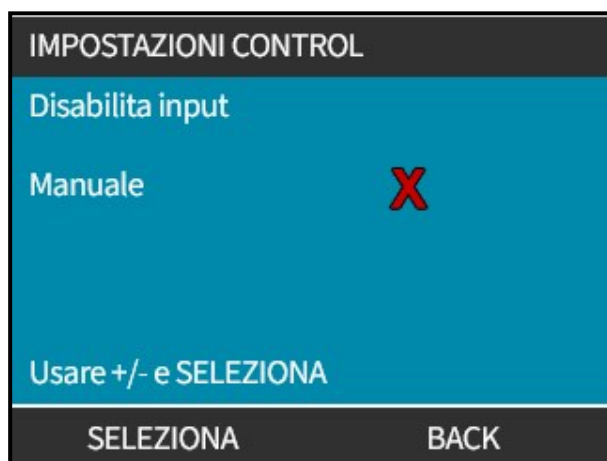 IMPOSTAZIONI CONTROL
Disabilita input
Manuale X
Usare +/- e SELEZIONA
SELEZIONA BACK